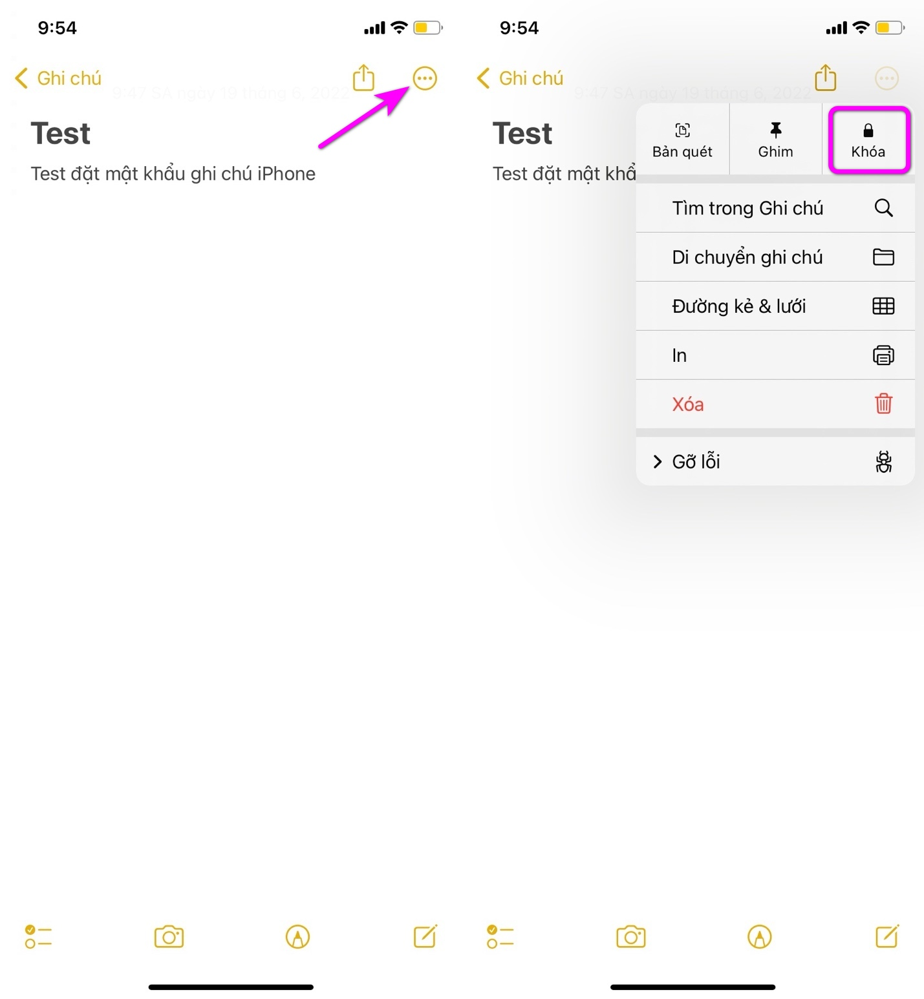 9:54
Ghi chú
9:47 SA ngày 19 tháng 6, 2022
Test
Test đặt mật khẩu ghi chú iPhone
9:54
Ghi chú
9:47 SA ngày 19 tháng 6, 2022
Test
Test đặt mật khẩ
Bản quét
Ghim
Khóa
Tìm trong Ghi chú
Di chuyển ghi chú
Đường kẻ & lưới
In
Xóa
Gỡ lỗi